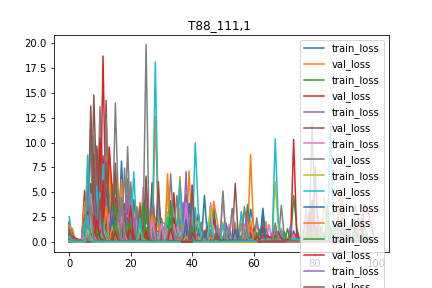 T88_111,1
20.0
17.5
15.0
12.5
10.0
7.5
5.0
2.5
0.0
0
20
40
60
80
100
train_loss
val_loss
train_loss
val_loss
train_loss
val_loss
train_loss
val_loss
train_loss
val_loss
train_loss
val_loss
train_loss
val_loss
train_loss
val_loss